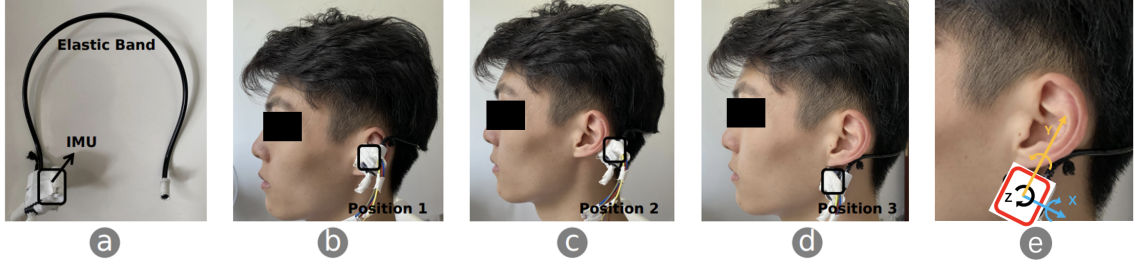 Elastic Band
IMU
Position 1
Position 2
Position 3
Y
Z
X
a
b
c
d
e